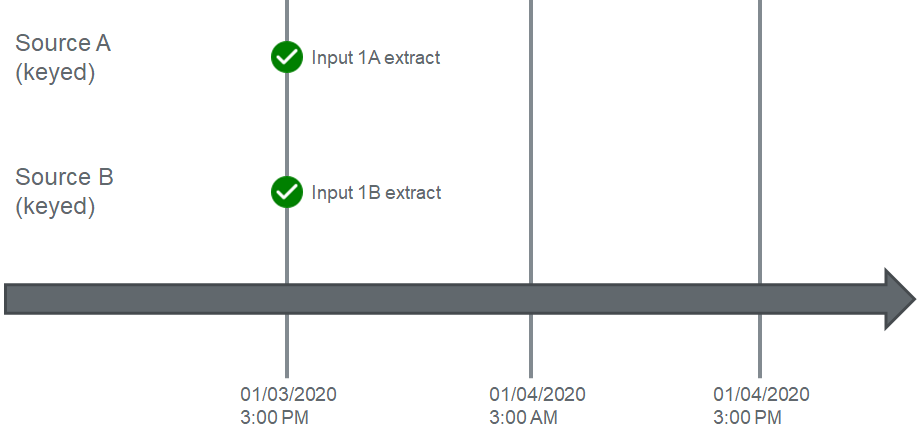 Source A
(keyed)
Input 1A extract
Source B
(keyed)
Input 1B extract
01/03/2020
3:00 PM
01/04/2020
3:00 AM
01/04/2020
3:00 PM